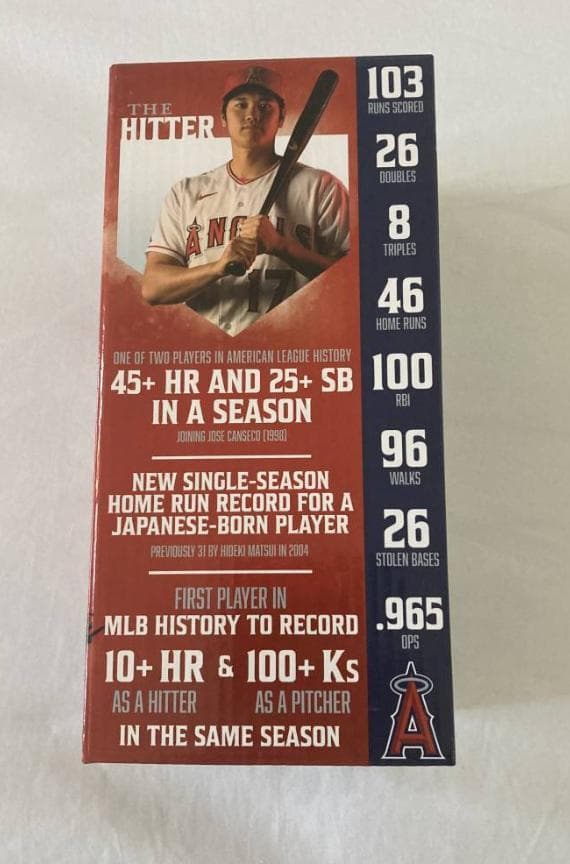 THE
HITTER
ANGELS
17
ONE OF TWO PLAYERS IN AMERICAN LEAGUE HISTORY
45+ HR AND 25+ SB
IN A SEASON
JOINING JOSE CANSECO (1998)
NEW SINGLE-SEASON
HOME RUN RECORD FOR A
JAPANESE-BORN PLAYER
PREVIOUSLY 31 BY HIDEKI MATSUI IN 2004
FIRST PLAYER IN
MLB HISTORY TO RECORD
10+ HR & 100+ Ks
AS A HITTER AS A PITCHER
IN THE SAME SEASON
103
RUNS SCORED
26
DOUBLES
8
TRIPLES
46
HOME RUNS
100
RBI
96
WALKS
26
STOLEN BASES
.965
OPS
A